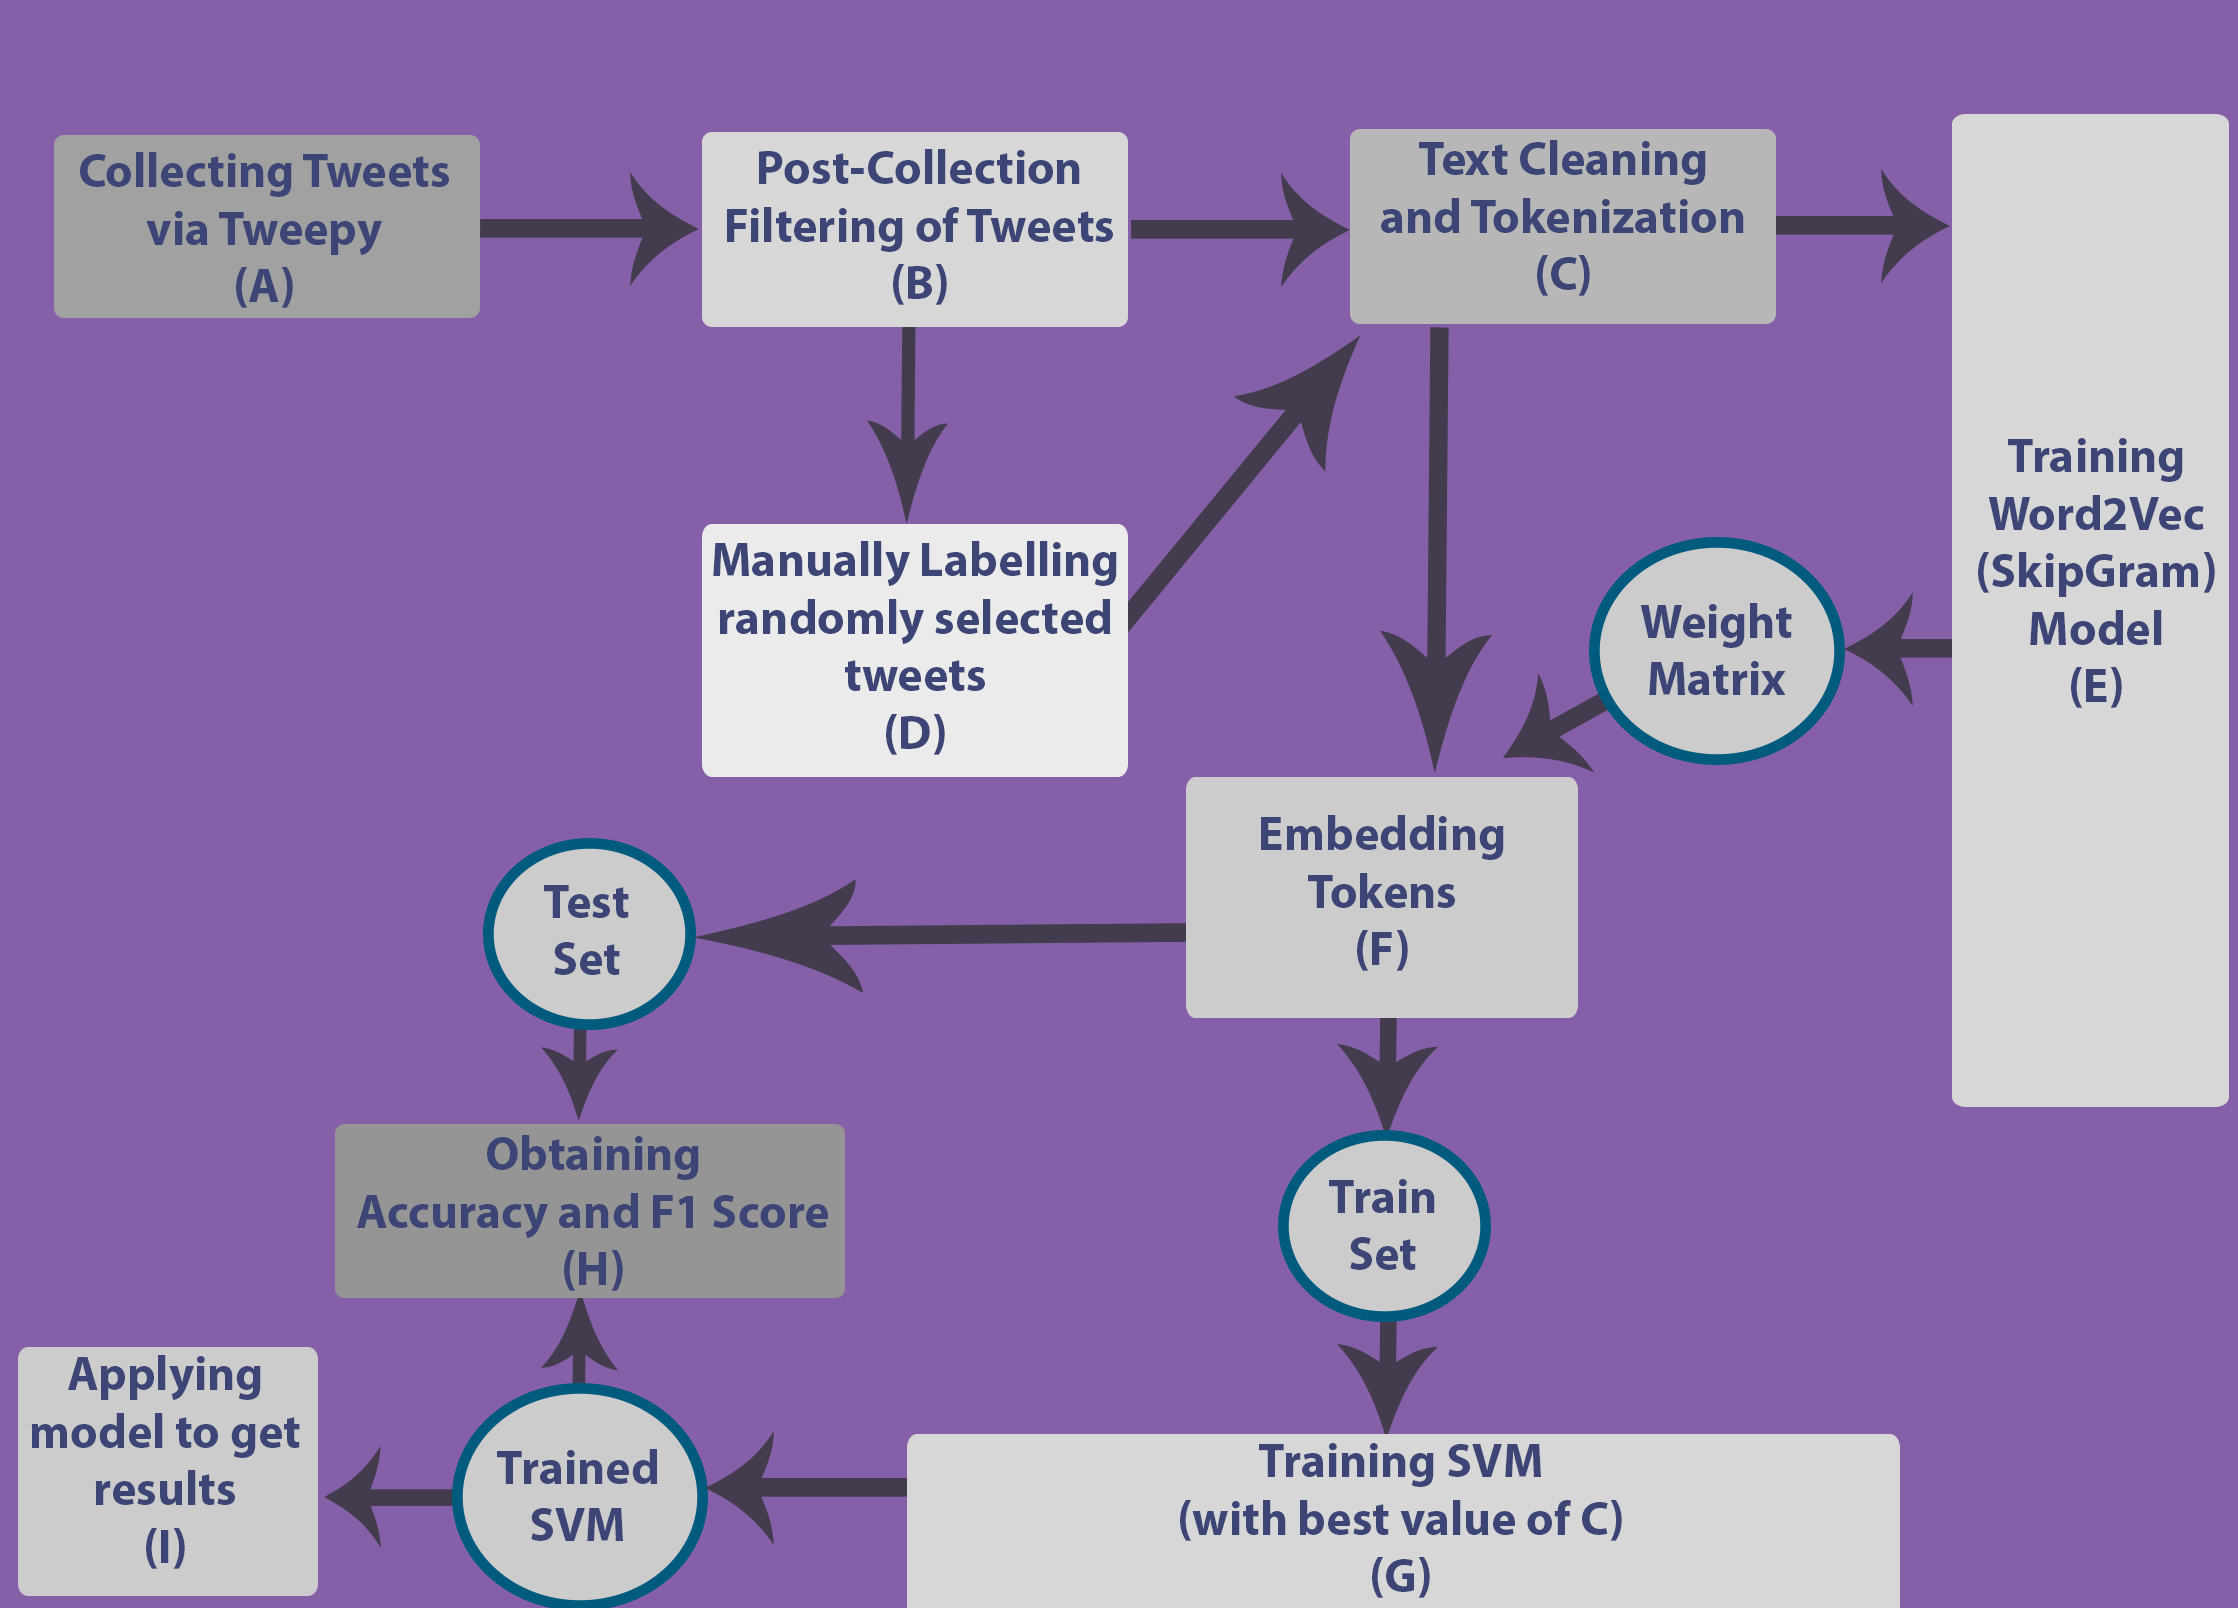 Collecting Tweets
via Tweepy
(A)
Post-Collection
Filtering of Tweets
(B)
Text Cleaning
and Tokenization
(C)
Training
Word2Vec
(SkipGram)
Model
(E)
Manually Labelling
randomly selected
tweets
(D)
Weight
Matrix
Embedding
Tokens
(F)
Test
Set
Train
Set
Obtaining
Accuracy and F1 Score
(H)
Applying
model to get
results
(I)
Trained
SVM
Training SVM
(with best value of C)
(G)